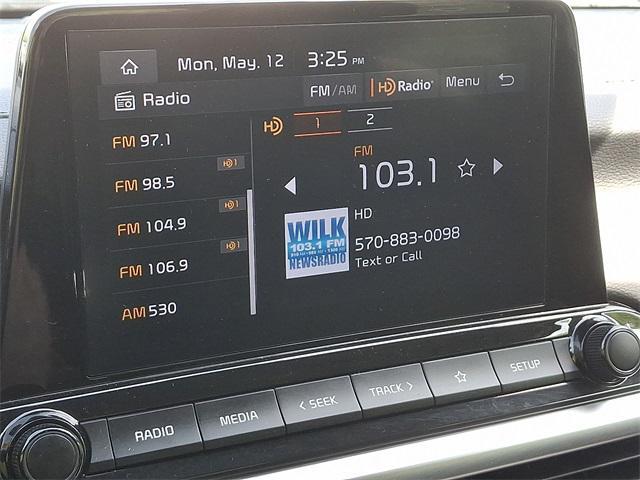 Mon, May. 12 3:25 PM
Radio FM/AM HD Radio Menu
FM 97.1
HD 1 2
HD1
FM 98.5
FM
103.1
HD1
FM 104.9
HD
WILK
103.1 FM
NEWSRADIO
570-883-0098
Text or Call
HD1
FM 106.9
AM 530
RADIO MEDIA < SEEK TRACK > SETUP